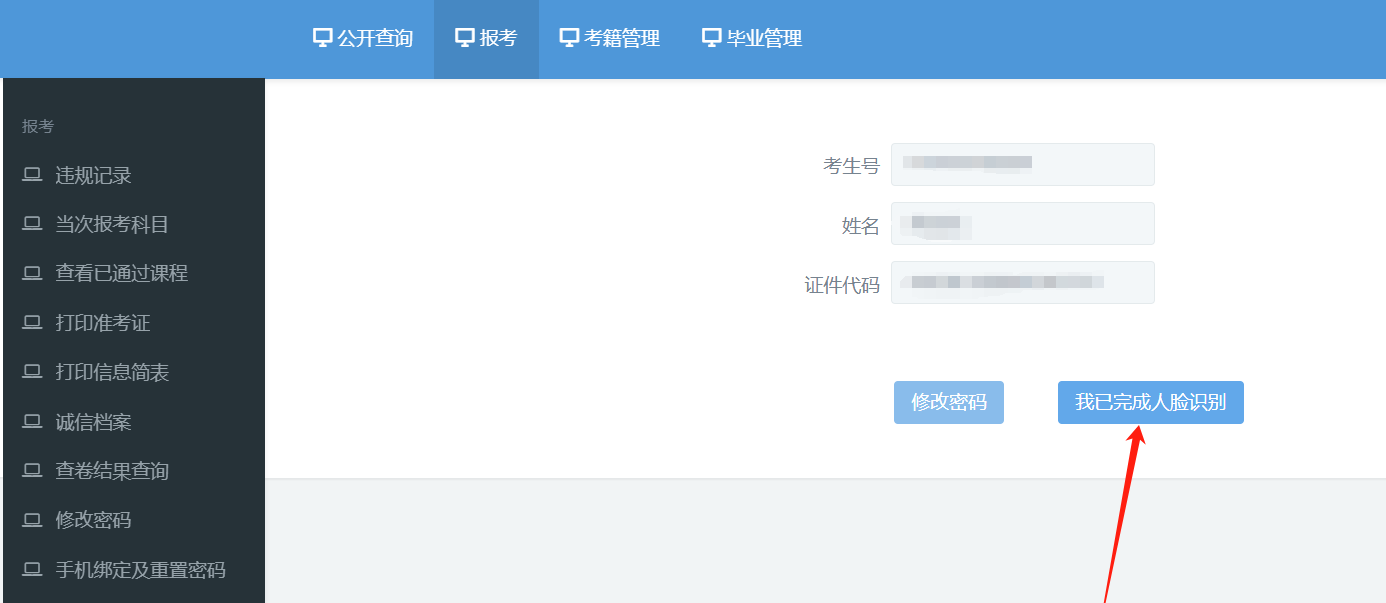 公开查询 报考 考籍管理 毕业管理
报考
违规记录
当次报考科目
查看已通过课程
打印准考证
打印信息简表
诚信档案
查卷结果查询
修改密码
手机绑定及重置密码
考生号
姓名
证件代码
修改密码 我已完成人脸识别